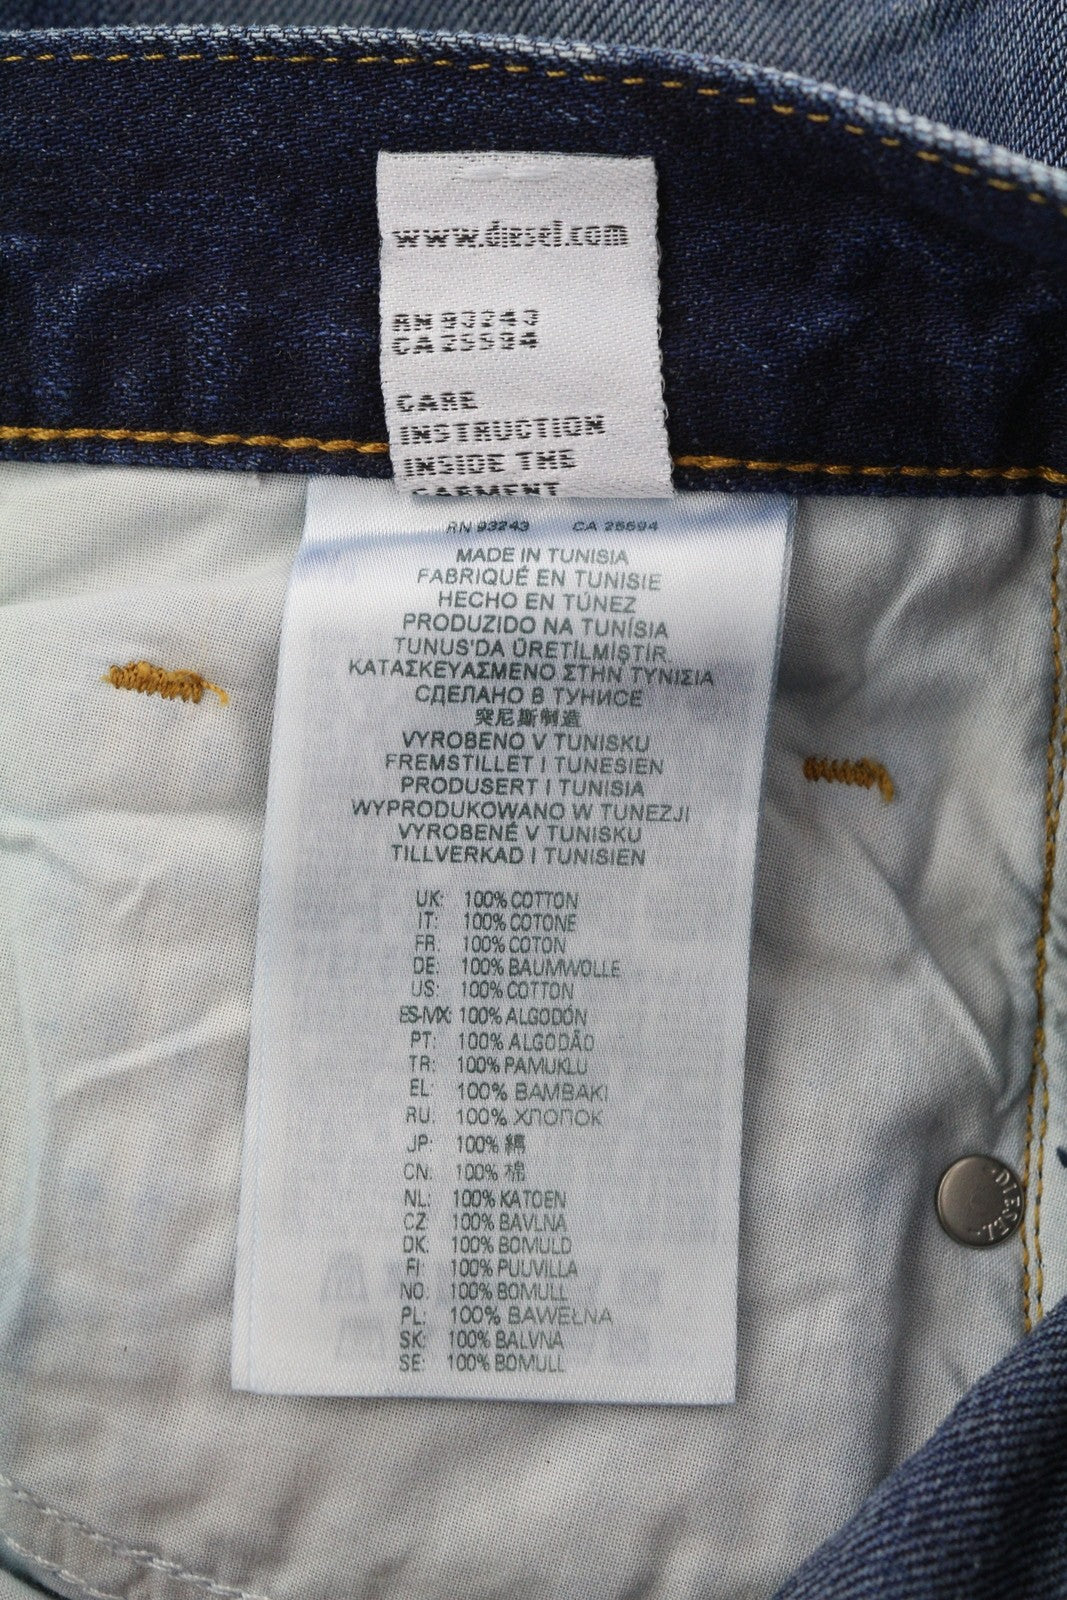 www.diesel.com
RN 93243
CA 25594
CARE
INSTRUCTION
INSIDE THE
GARMENT
RN 93243 CA 25594
MADE IN TUNISIA
FABRIQUÉ EN TUNISIE
HECHO EN TÚNEZ
PRODUZIDO NA TUNÍSIA
TUNUS'DA ÜRETİLMİŞTİR.
ΚΑΤΑΣΚΕΥΑΣΜΕΝΟ ΣΤΗΝ ΤΥΝΙΣΙΑ
СДЕЛАНО В ТУНИСЕ
突尼斯制造
VYROBENO V TUNISKU
FREMSTILLET I TUNESIEN
PRODUSERT I TUNISIA
WYPRODUKOWANO W TUNEZJI
VYROBENÉ V TUNISKU
TILLVERKAD I TUNISIEN
UK: 100% COTTON
IT: 100% COTONE
FR: 100% COTON
DE: 100% BAUMWOLLE
US: 100% COTTON
ES-MX: 100% ALGODÓN
PT: 100% ALGODÃO
TR: 100% PAMUKLU
EL: 100% ΒΑΜΒΑΚΙ
RU: 100% ХЛОПОК
JP: 100% 綿
CN: 100% 棉
NL: 100% KATOEN
CZ: 100% BAVLNA
DK: 100% BOMULD
FI: 100% PUUVILLA
NO: 100% BOMULL
PL: 100% BAWEŁNA
SK: 100% BALVNA
SE: 100% BOMULL
DIESEL